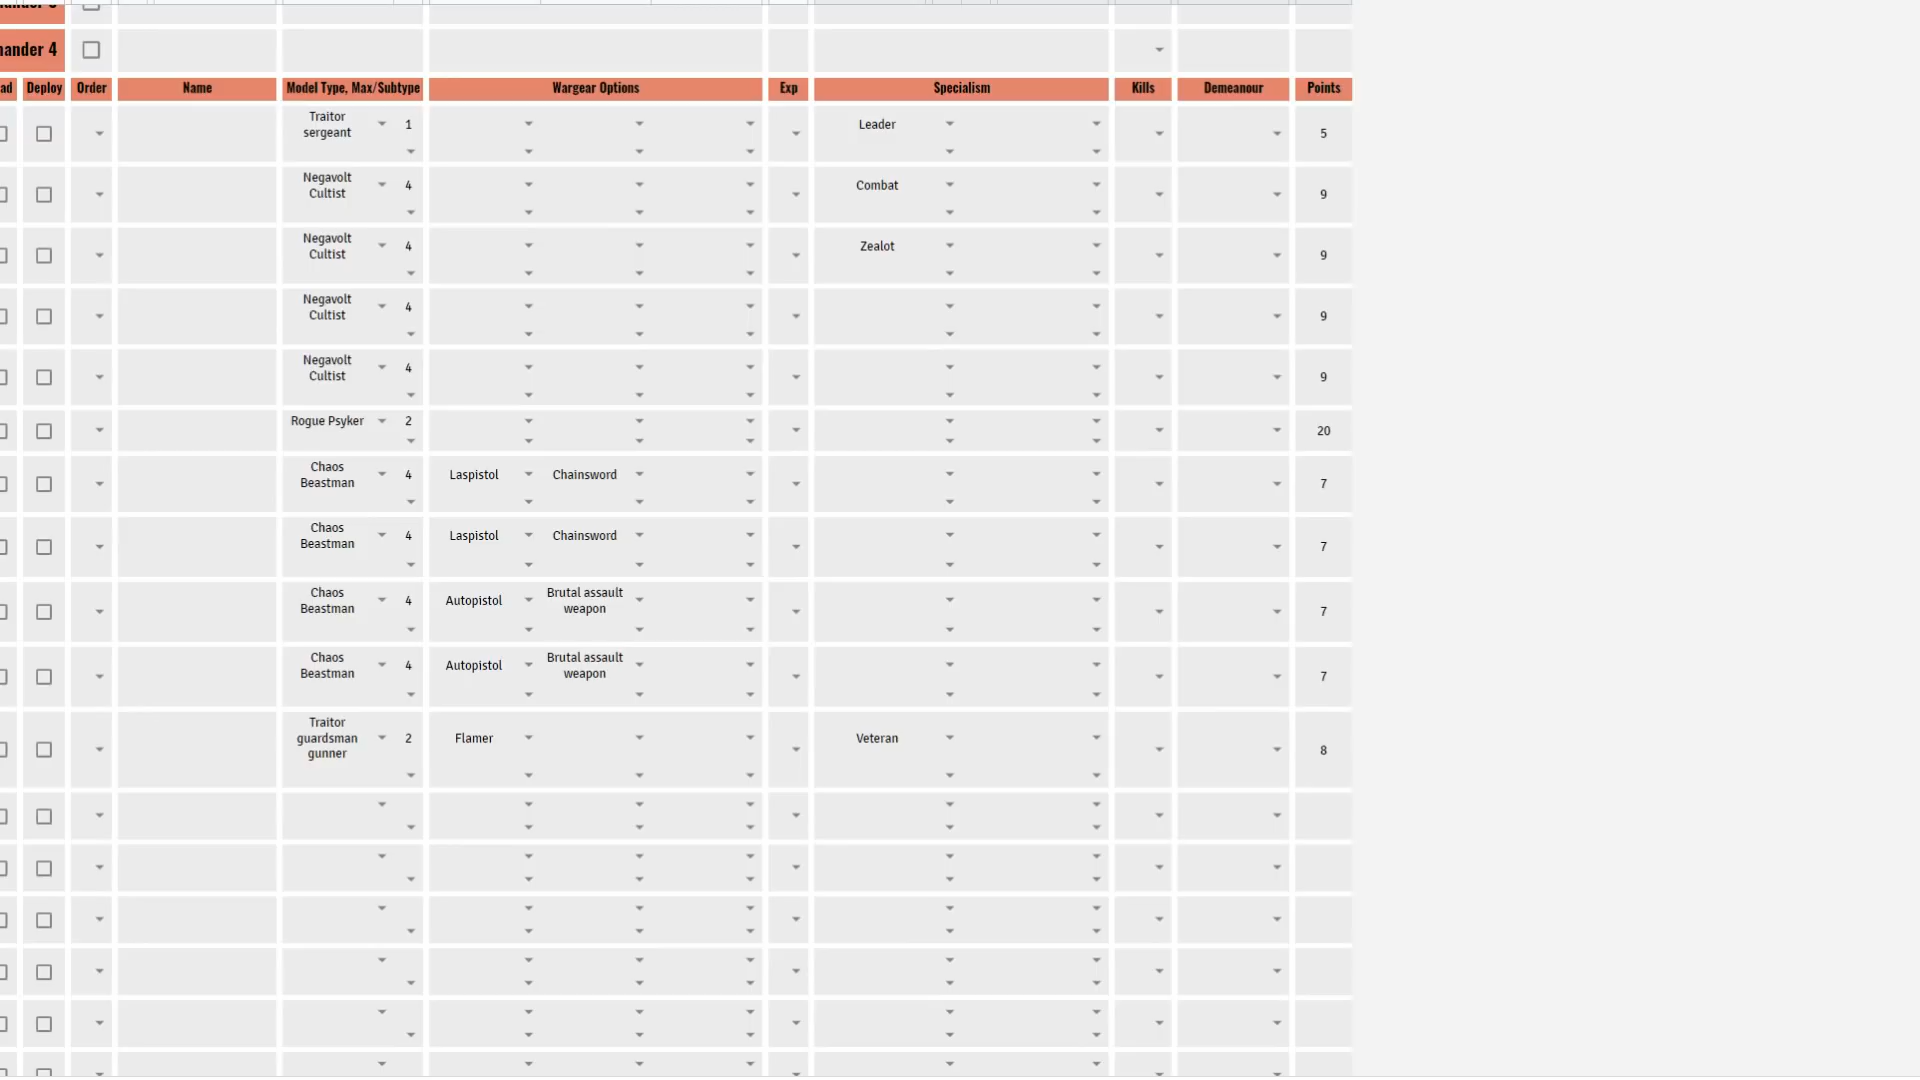 ander 4
ad Deploy Order Name Model Type, Max/Subtype Wargear Options Exp Specialism Kills Demeanour Points
Traitor sergeant 1 Leader 5
Negavolt Cultist 4 Combat 9
Negavolt Cultist 4 Zealot 9
Negavolt Cultist 4 9
Negavolt Cultist 4 9
Rogue Psyker 2 20
Chaos Beastman 4 Laspistol Chainsword 7
Chaos Beastman 4 Laspistol Chainsword 7
Chaos Beastman 4 Autopistol Brutal assault weapon 7
Chaos Beastman 4 Autopistol Brutal assault weapon 7
Traitor guardsman gunner 2 Flamer Veteran 8